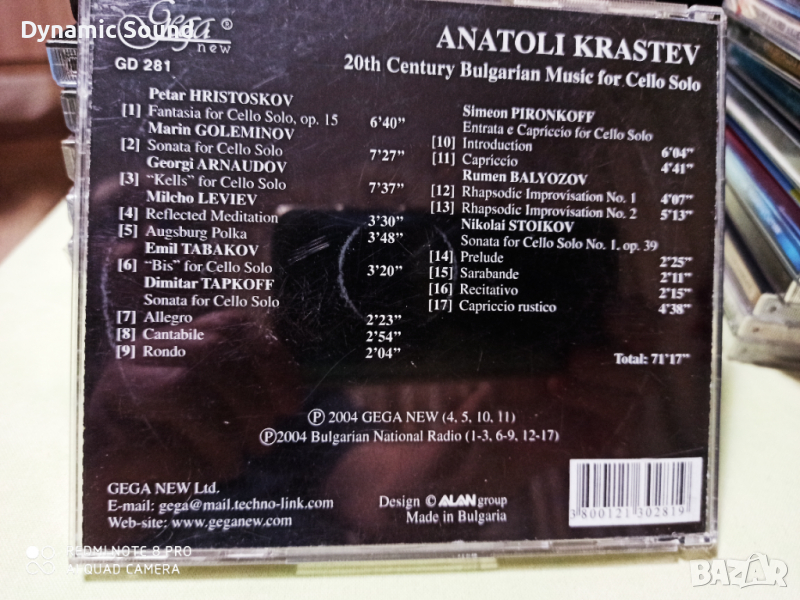 Dynamic Sound
Gega
new
GD 281
ANATOLI KRASTEV
20th Century Bulgarian Music for Cello Solo
Petar HRISTOSKOV
[1] Fantasia for Cello Solo, op. 15 6'40"
Marin GOLEMINOV
[2] Sonata for Cello Solo 7'27"
Georgi ARNAUDOV
[3] "Kells" for Cello Solo 7'37"
Milcho LEVIEV
[4] Reflected Meditation 3'30"
[5] Augsburg Polka 3'48"
Emil TABAKOV
[6] "Bis" for Cello Solo 3'20"
Dimitar TAPKOFF
Sonata for Cello Solo
[7] Allegro 2'23"
[8] Cantabile 2'54"
[9] Rondo 2'04"
Simeon PIRONKOFF
Entrata e Capriccio for Cello Solo
[10] Introduction 6'04"
[11] Capriccio 4'41"
Rumen BALYOZOV
[12] Rhapsodic Improvisation No. 1 4'07"
[13] Rhapsodic Improvisation No. 2 5'13"
Nikolai STOIKOV
Sonata for Cello Solo No. 1, op. 39
[14] Prelude 2'25"
[15] Sarabande 2'11"
[16] Recitativo 2'15"
[17] Capriccio rustico 4'38"
Total: 71'17"
Ⓟ 2004 GEGA NEW (4, 5, 10, 11)
Ⓟ2004 Bulgarian National Radio (1-3, 6-9, 12-17)
GEGA NEW Ltd.
E-mail: gega@mail.techno-link.com
Web-site: www.geganew.com
Design © ALAN group
Made in Bulgaria
3800121302819
REDMI NOTE 8 PRO
QUAD CAMERA
BAZAR